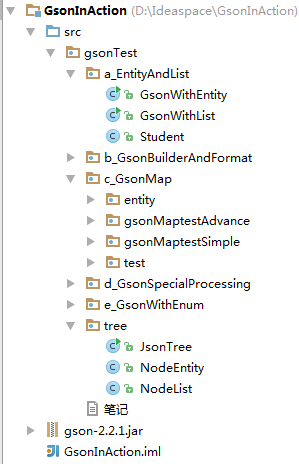 GsonInAction (D:\Ideaspace\GsonInAction)
src
gsonTest
a_EntityAndList
GsonWithEntity
GsonWithList
Student
b_GsonBuilderAndFormat
c_GsonMap
entity
gsonMaptestAdvance
gsonMaptestSimple
test
d_GsonSpecialProcessing
e_GsonWithEnum
tree
JsonTree
NodeEntity
NodeList
笔记
gson-2.2.1.jar
GsonInAction.iml